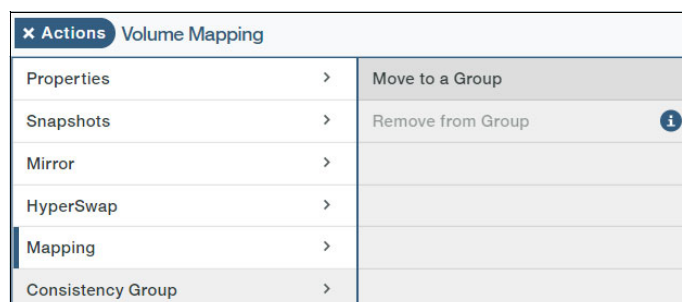 × Actions Volume Mapping
Properties > Move to a Group
Snapshots > Remove from Group i
Mirror >
HyperSwap >
Mapping >
Consistency Group >